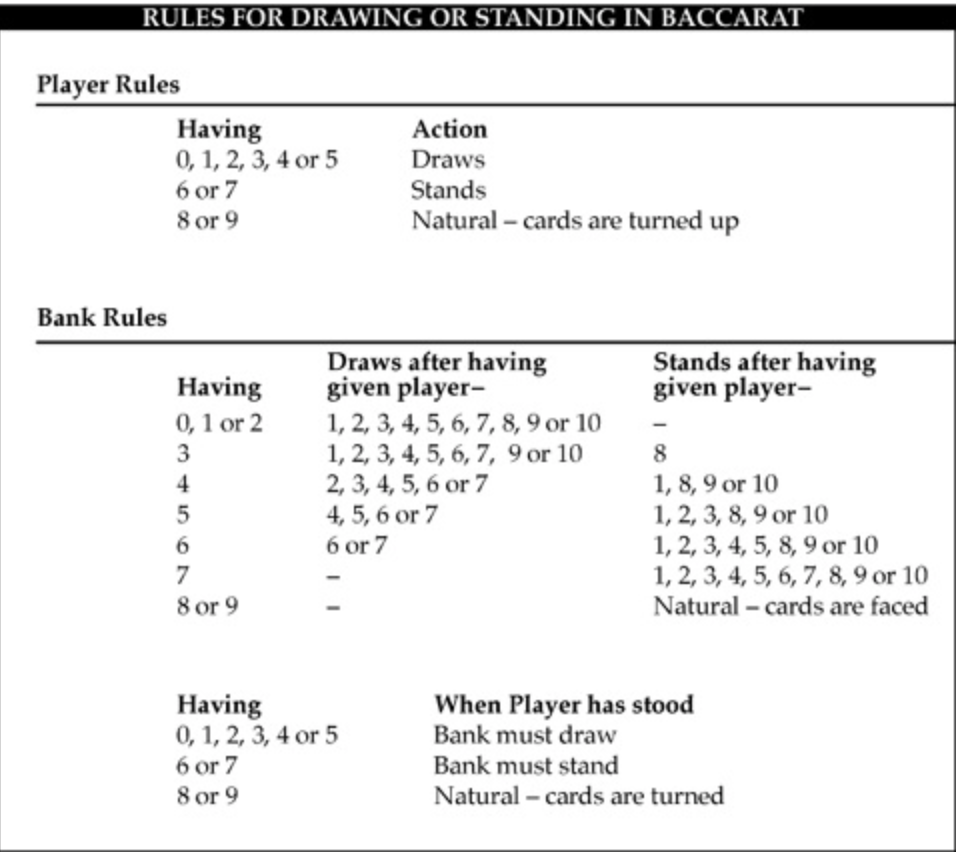 RULES FOR DRAWING OR STANDING IN BACCARAT
Player Rules
Having Action
0, 1, 2, 3, 4 or 5 Draws
6 or 7 Stands
8 or 9 Natural – cards are turned up
Bank Rules
Draws after having Stands after having
Having given player– given player–
0, 1 or 2 1, 2, 3, 4, 5, 6, 7, 8, 9 or 10 –
3 1, 2, 3, 4, 5, 6, 7, 9 or 10 8
4 2, 3, 4, 5, 6 or 7 1, 8, 9 or 10
5 4, 5, 6 or 7 1, 2, 3, 8, 9 or 10
6 6 or 7 1, 2, 3, 4, 5, 8, 9 or 10
7 – 1, 2, 3, 4, 5, 6, 7, 8, 9 or 10
8 or 9 – Natural – cards are faced
Having When Player has stood
0, 1, 2, 3, 4 or 5 Bank must draw
6 or 7 Bank must stand
8 or 9 Natural – cards are turned